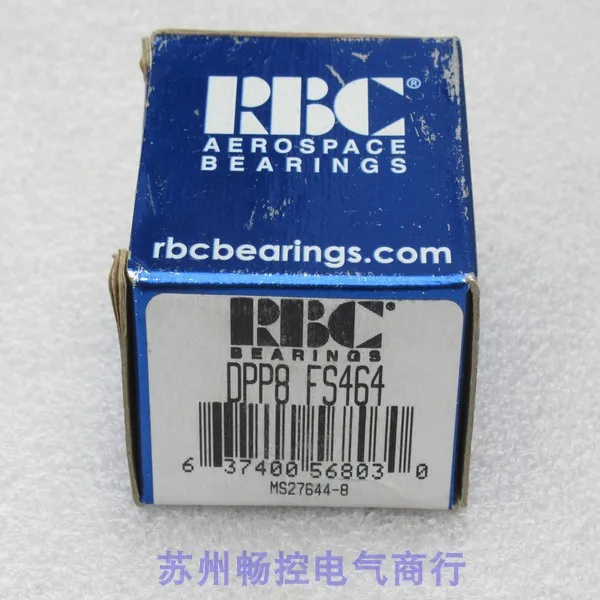 RBC®
AEROSPACE
BEARINGS
rbcbearings.com
RBC
BEARINGS
DPP8 FS464
6 37400 56803 0
MS27644-8
苏州畅控电气商行